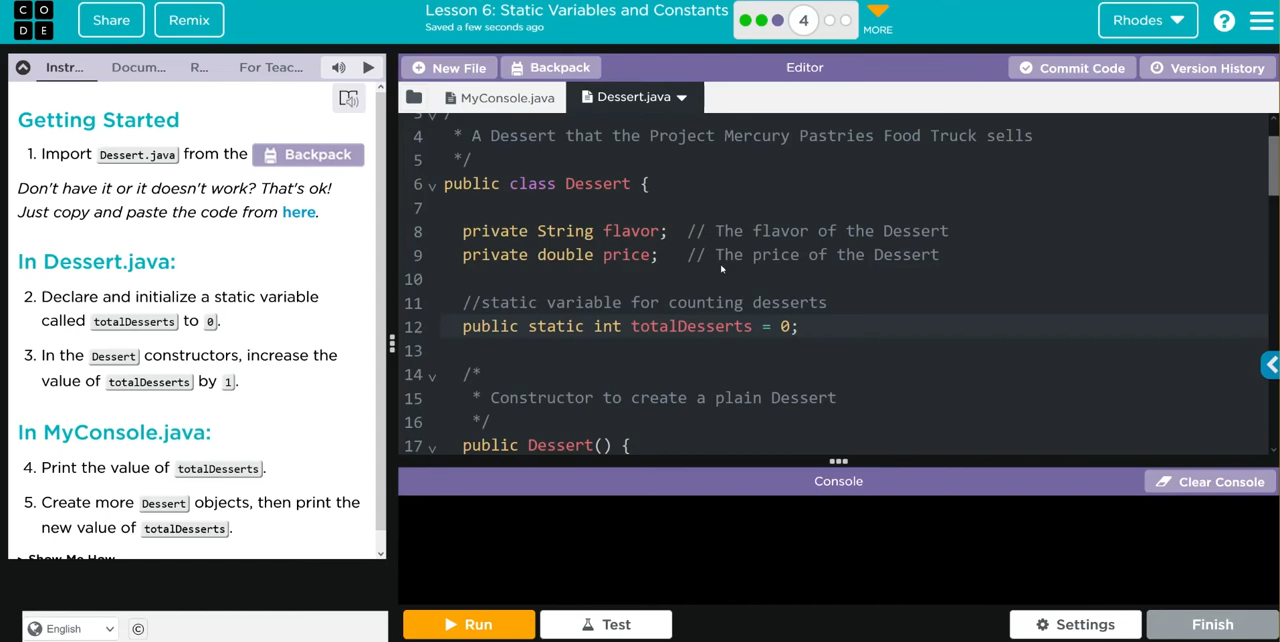 CODE
Share
Remix
Lesson 6: Static Variables and Constants
Saved a few seconds ago
4
MORE
Rhodes
?
Instr...
Docum...
R...
For Teac...
New File
Backpack
Editor
Commit Code
Version History
MyConsole.java
Dessert.java
Getting Started
1. Import Dessert.java from the Backpack
Don't have it or it doesn't work? That's ok!
Just copy and paste the code from here.
In Dessert.java:
2. Declare and initialize a static variable
called totalDesserts to 0.
3. In the Dessert constructors, increase the
value of totalDesserts by 1.
In MyConsole.java:
4. Print the value of totalDesserts.
5. Create more Dessert objects, then print the
new value of totalDesserts.
Show Me How
4 * A Dessert that the Project Mercury Pastries Food Truck sells
5 */
6 public class Dessert {
7
8 private String flavor; // The flavor of the Dessert
9 private double price; // The price of the Dessert
10
11 //static variable for counting desserts
12 public static int totalDesserts = 0;
13
14 /*
15 * Constructor to create a plain Dessert
16 */
17 public Dessert() {
Console
Clear Console
English
©
Run
Test
Settings
Finish